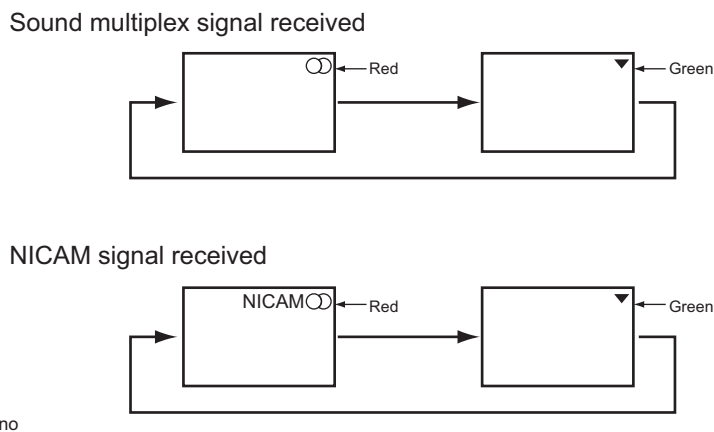 Sound multiplex signal received
Red
Green
NICAM signal received
NICAM
Red
Green
no